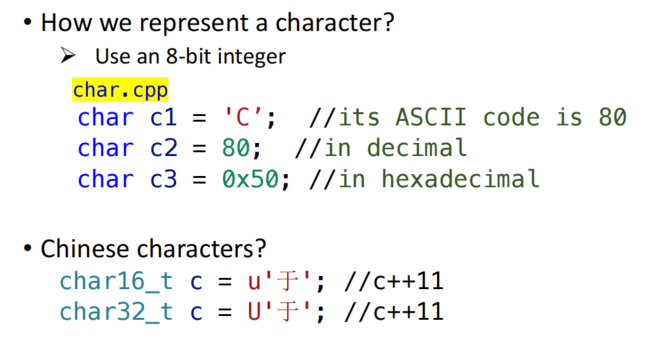 • How we represent a character?
➢ Use an 8-bit integer
char.cpp
char c1 = 'C’; //its ASCII code is 80
char c2 = 80; //in decimal
char c3 = 0x50; //in hexadecimal
• Chinese characters?
char16_t c = u'于'; //c++11
char32_t c = U'于'; //c++11